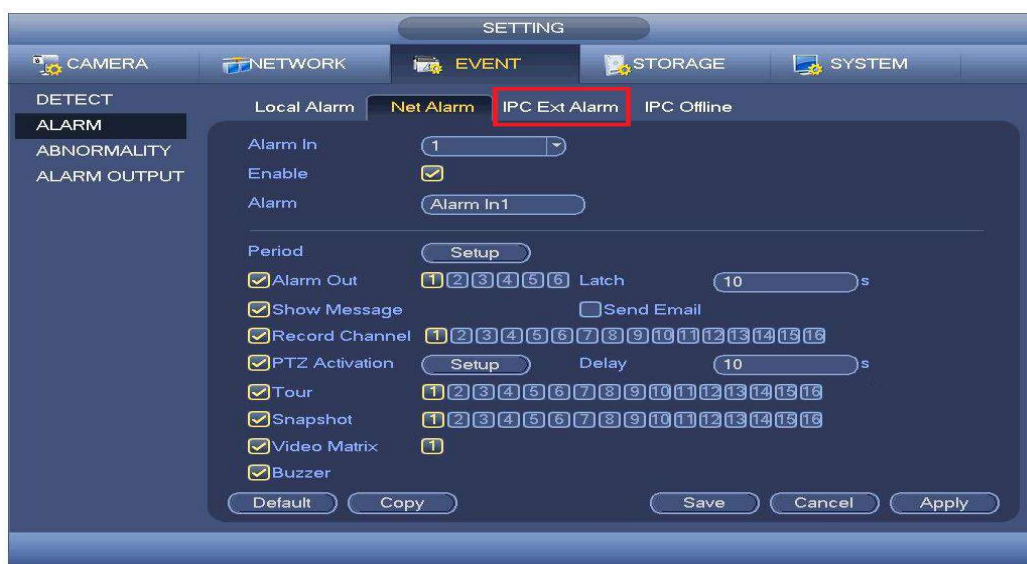 SETTING
CAMERA NETWORK EVENT STORAGE SYSTEM
DETECT
ALARM
ABNORMALITY
ALARM OUTPUT
Local Alarm Net Alarm IPC Ext Alarm IPC Offline
Alarm In 1
Enable
Alarm Alarm In1
Period Setup
Alarm Out 1 2 3 4 5 6 Latch 10 s
Show Message Send Email
Record Channel 1 2 3 4 5 6 7 8 9 10 11 12 13 14 15 16
PTZ Activation Setup Delay 10 s
Tour 1 2 3 4 5 6 7 8 9 10 11 12 13 14 15 16
Snapshot 1 2 3 4 5 6 7 8 9 10 11 12 13 14 15 16
Video Matrix 1
Buzzer
Default Copy Save Cancel Apply